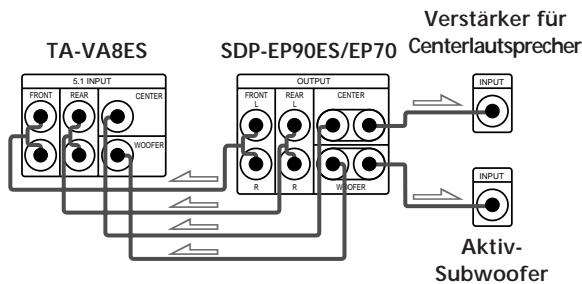 Verstärker für
Centerlautsprecher
TA-VA8ES
SDP-EP90ES/EP70
5.1 INPUT
FRONT
REAR
CENTER
WOOFER
OUTPUT
FRONT
L
REAR
L
CENTER
R
R
WOOFER
INPUT
INPUT
Aktiv-
Subwoofer